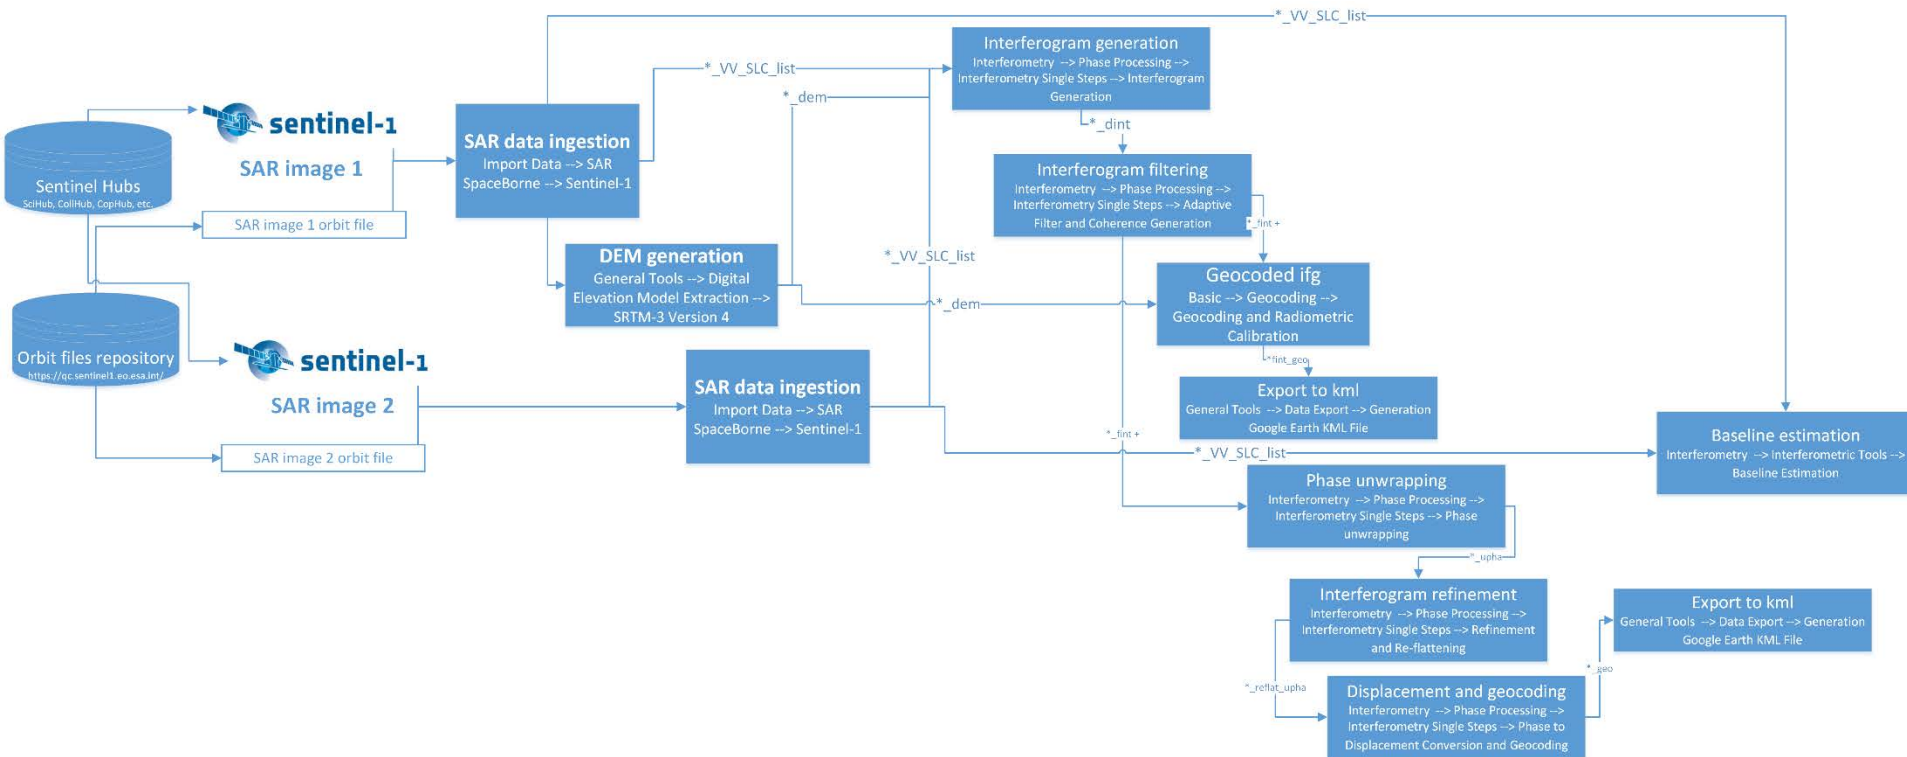 *_VV_SLC_list
Interferogram generation
Interferometry --> Phase Processing -->
Interferometry Single Steps --> Interferogram
Generation
*_VV_SLC_list
*_dem
*_dint
sentinel-1
SAR image 1
SAR data ingestion
Import Data --> SAR
SpaceBorne --> Sentinel-1
Sentinel Hubs
SciHub, CollHub, CopHub, etc.
SAR image 1 orbit file
Interferogram filtering
Interferometry --> Phase Processing -->
Interferometry Single Steps --> Adaptive
Filter and Coherence Generation
*_fint +
*_VV_SLC_list
DEM generation
General Tools --> Digital
Elevation Model Extraction -->
SRTM-3 Version 4
*_dem
Geocoded ifg
Basic --> Geocoding -->
Geocoding and Radiometric
Calibration
*fint_geo
Orbit files repository
https://qc.sentinel1.eo.esa.int/
sentinel-1
SAR image 2
SAR data ingestion
Import Data --> SAR
SpaceBorne --> Sentinel-1
Export to kml
General Tools --> Data Export --> Generation
Google Earth KML File
SAR image 2 orbit file
*_fint +
*_VV_SLC_list
Baseline estimation
Interferometry --> Interferometric Tools -->
Baseline Estimation
Phase unwrapping
Interferometry --> Phase Processing -->
Interferometry Single Steps --> Phase
unwrapping
*_upha
Interferogram refinement
Interferometry --> Phase Processing -->
Interferometry Single Steps --> Refinement
and Re-flattening
Export to kml
General Tools --> Data Export --> Generation
Google Earth KML File
*_geo
*_reflat_upha
Displacement and geocoding
Interferometry --> Phase Processing -->
Interferometry Single Steps --> Phase to
Displacement Conversion and Geocoding